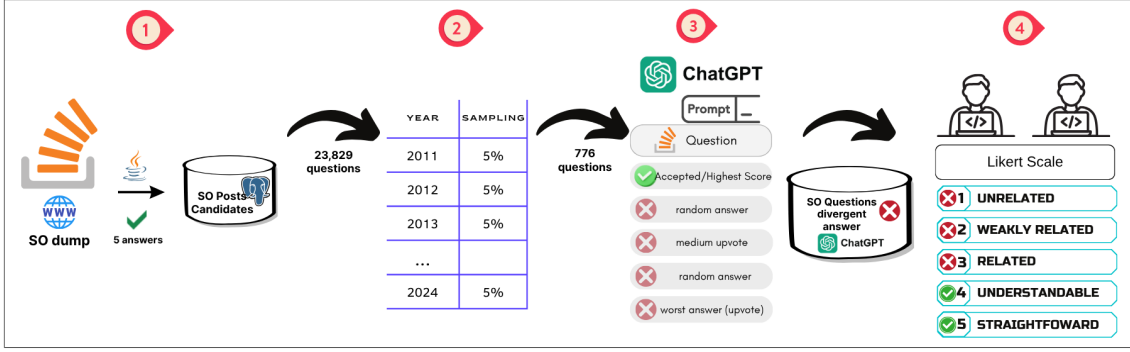 1
2
3
4
WWW
SO dump
5 answers
SO Posts
Candidates
23,829
questions
YEAR SAMPLING
2011 5%
2012 5%
2013 5%
...
2024 5%
776
questions
ChatGPT
Prompt _
Question
Accepted/Highest Score
random answer
medium upvote
random answer
worst answer (upvote)
SO Questions
divergent
answer
ChatGPT
</>
</>
Likert Scale
1 UNRELATED
2 WEAKLY RELATED
3 RELATED
4 UNDERSTANDABLE
5 STRAIGHTFOWARD